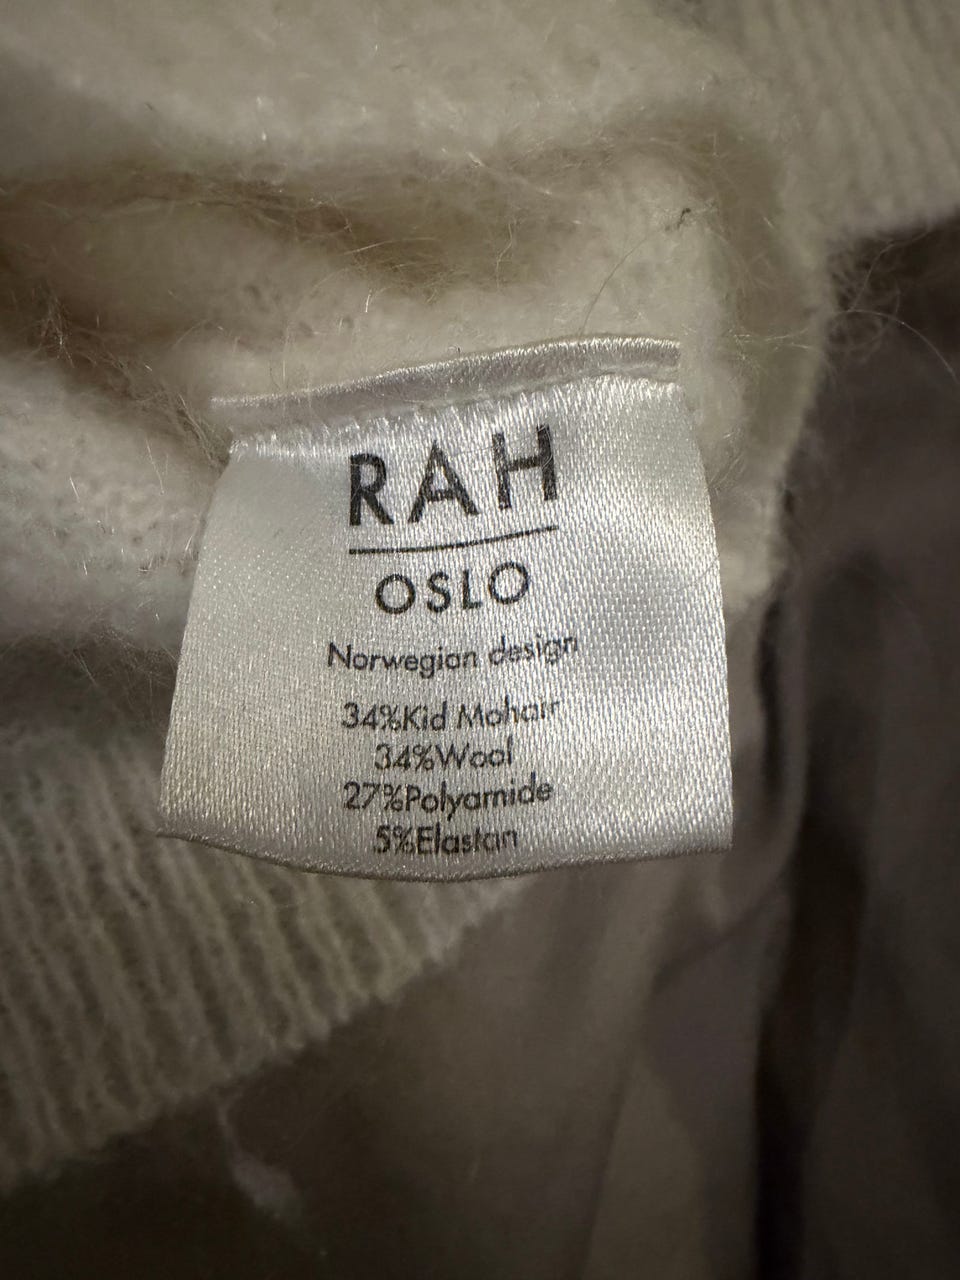 RAH
OSLO
Norwegian design
34%Kid Mohair
34%Wool
27%Polyamide
5%Elastan